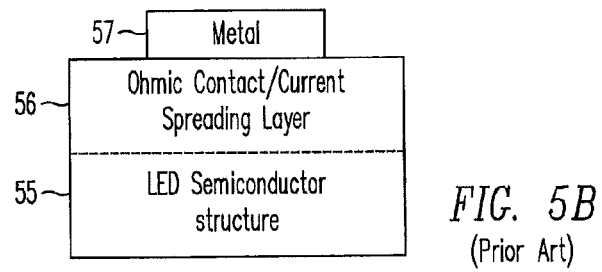 57
Metal
56
Ohmic Contact/Current
Spreading Layer
55
LED Semiconductor
structure
FIG. 5B
(Prior Art)